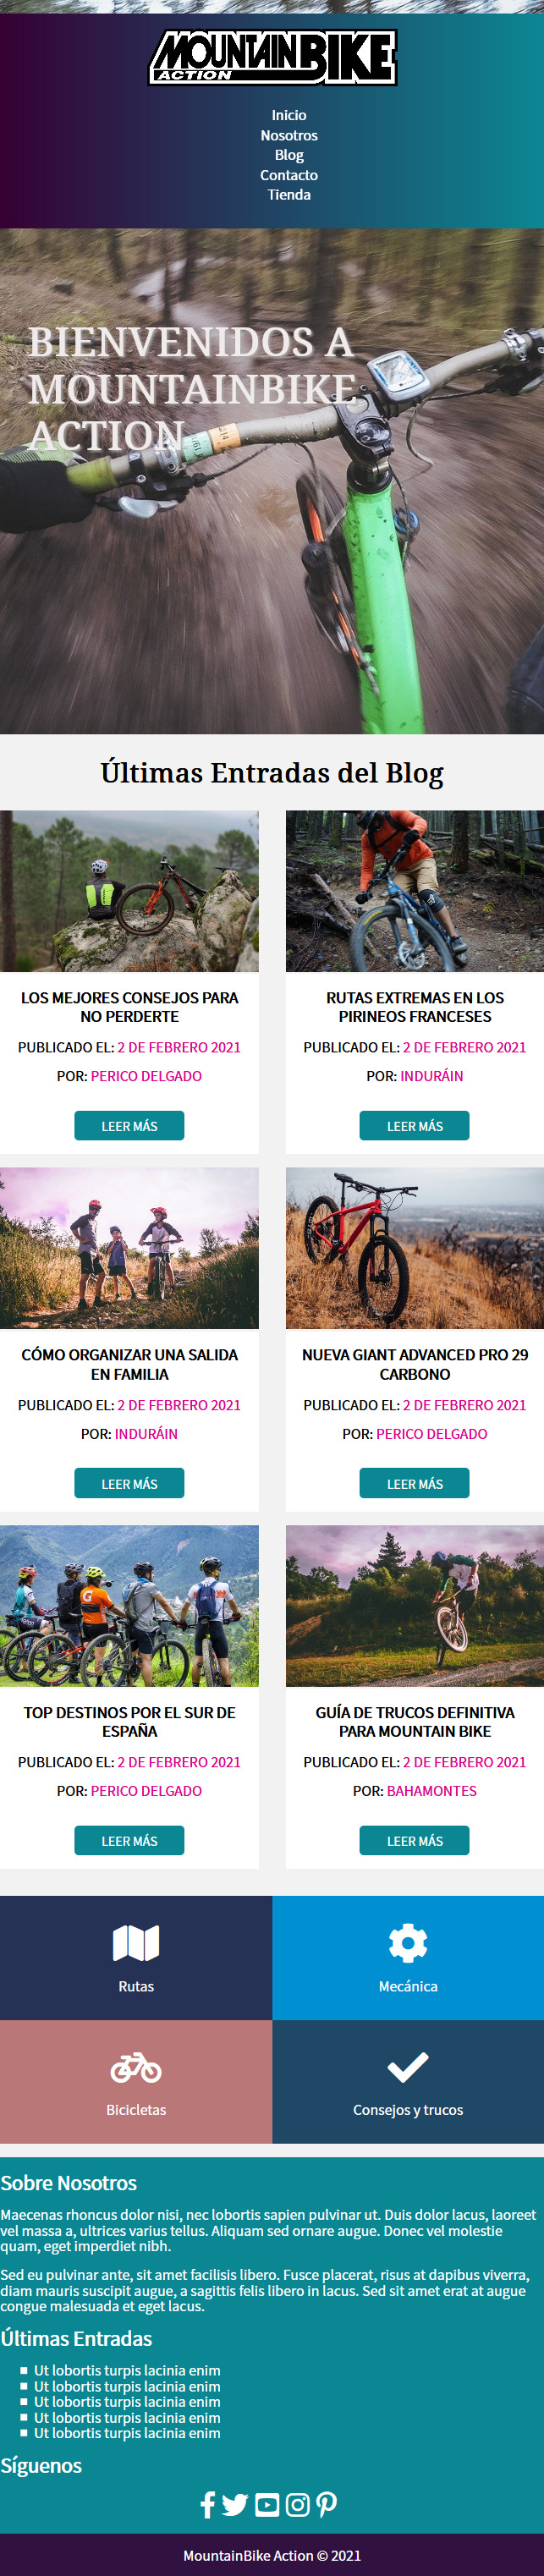 MOUNTAINBIKE
ACTION
Inicio
Nosotros
Blog
Contacto
Tienda
BIENVENIDOS A
MOUNTAINBIKE
ACTION
Últimas Entradas del Blog
LOS MEJORES CONSEJOS PARA
NO PERDERTE
PUBLICADO EL: 2 DE FEBRERO 2021
POR: PERICO DELGADO
LEER MÁS
RUTAS EXTREMAS EN LOS
PIRINEOS FRANCESES
PUBLICADO EL: 2 DE FEBRERO 2021
POR: INDURÁIN
LEER MÁS
CÓMO ORGANIZAR UNA SALIDA
EN FAMILIA
PUBLICADO EL: 2 DE FEBRERO 2021
POR: INDURÁIN
LEER MÁS
NUEVA GIANT ADVANCED PRO 29
CARBONO
PUBLICADO EL: 2 DE FEBRERO 2021
POR: PERICO DELGADO
LEER MÁS
TOP DESTINOS POR EL SUR DE
ESPAÑA
PUBLICADO EL: 2 DE FEBRERO 2021
POR: PERICO DELGADO
LEER MÁS
GUÍA DE TRUCOS DEFINITIVA
PARA MOUNTAIN BIKE
PUBLICADO EL: 2 DE FEBRERO 2021
POR: BAHAMONTES
LEER MÁS
Rutas
Mecánica
Bicicletas
Consejos y trucos
Sobre Nosotros
Maecenas rhoncus dolor nisi, nec lobortis sapien pulvinar ut. Duis dolor lacus, laoreet
vel massa a, ultrices varius tellus. Aliquam sed ornare augue. Donec vel molestie
quam, eget imperdiet nibh.
Sed eu pulvinar ante, sit amet facilisis libero. Fusce placerat, risus at dapibus viverra,
diam mauris suscipit augue, a sagittis felis libero in lacus. Sed sit amet erat at augue
congue malesuada et eget lacus.
Últimas Entradas
Ut lobortis turpis lacinia enim
Ut lobortis turpis lacinia enim
Ut lobortis turpis lacinia enim
Ut lobortis turpis lacinia enim
Ut lobortis turpis lacinia enim
Síguenos
MountainBike Action © 2021